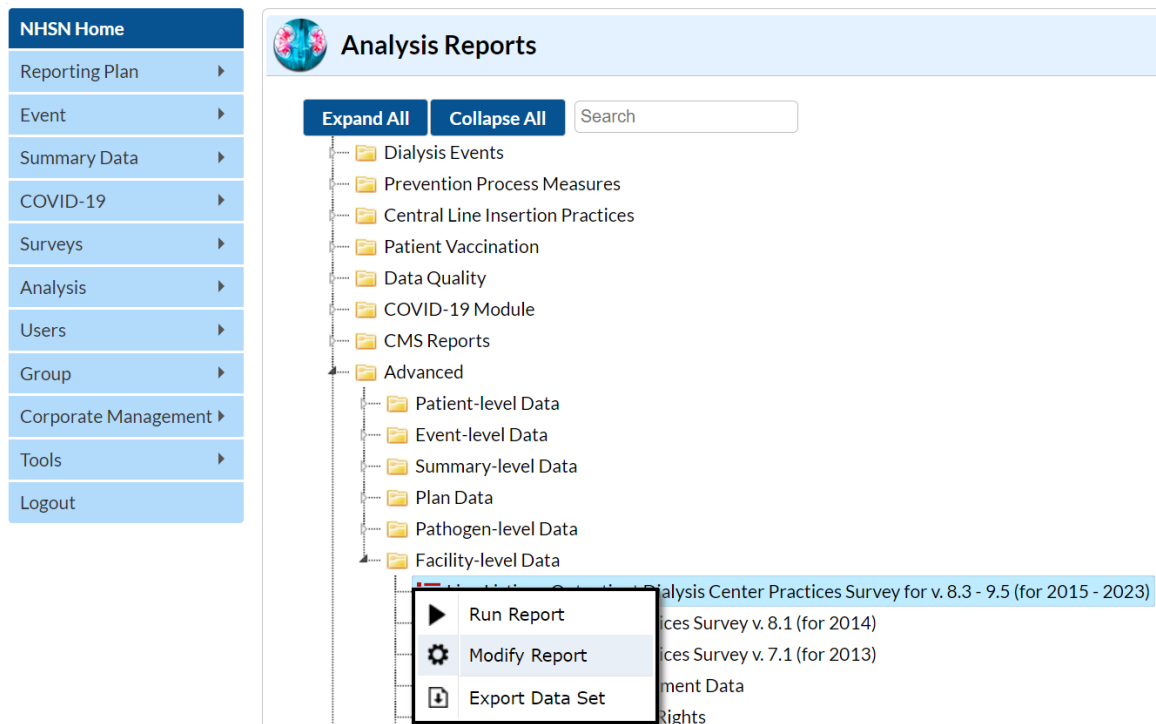 NHSN Home
Reporting Plan
Event
Summary Data
COVID-19
Surveys
Analysis
Users
Group
Corporate Management
Tools
Logout
Analysis Reports
Expand All
Collapse All
Search
Dialysis Events
Prevention Process Measures
Central Line Insertion Practices
Patient Vaccination
Data Quality
COVID-19 Module
CMS Reports
Advanced
Patient-level Data
Event-level Data
Summary-level Data
Plan Data
Pathogen-level Data
Facility-level Data
alysis Center Practices Survey for v. 8.3 - 9.5 (for 2015 - 2023)
ices Survey v. 8.1 (for 2014)
ices Survey v. 7.1 (for 2013)
ment Data
Rights
Run Report
Modify Report
Export Data Set